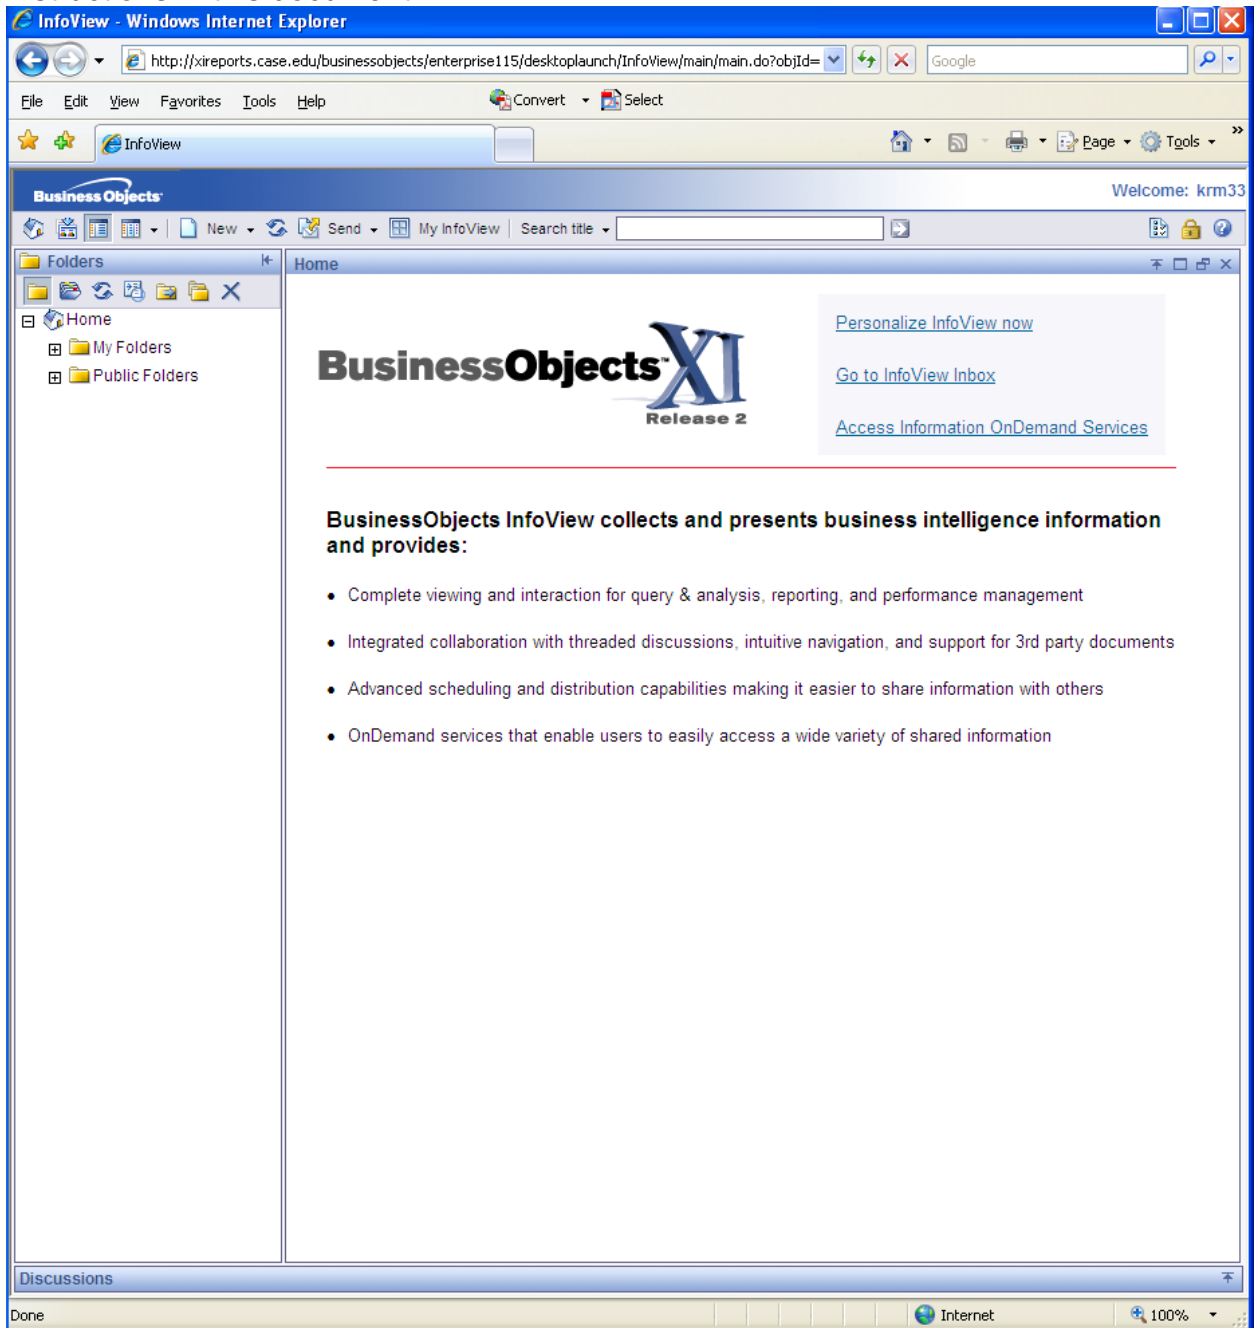 InfoView - Windows Internet Explorer
http://xireports.case.edu/businessobjects/enterprise115/desktoplaunch/InfoView/main/main.do?objId=
Google
File Edit View Favorites Tools Help Convert Select
InfoView Page Tools »
Business Objects Welcome: krm33
New Send My InfoView Search title
Folders
Home
My Folders
Public Folders
Home
BusinessObjects™ XI
Release 2
Personalize InfoView now
Go to InfoView Inbox
Access Information OnDemand Services
BusinessObjects InfoView collects and presents business intelligence information
and provides:
• Complete viewing and interaction for query & analysis, reporting, and performance management
• Integrated collaboration with threaded discussions, intuitive navigation, and support for 3rd party documents
• Advanced scheduling and distribution capabilities making it easier to share information with others
• OnDemand services that enable users to easily access a wide variety of shared information
Discussions
Done Internet 100%